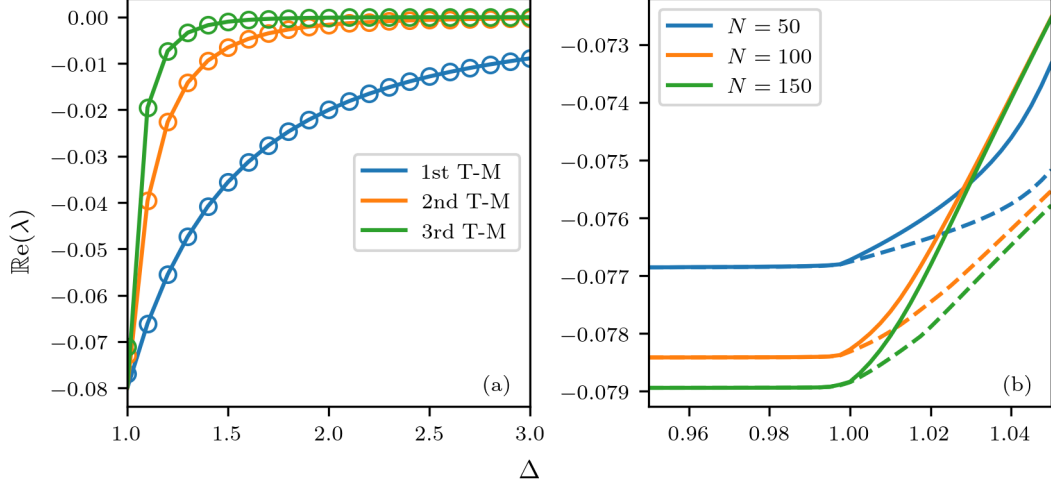 0.00
−0.01
−0.02
−0.03
−0.04
−0.05
−0.06
−0.07
−0.08
ℝe(λ)
1.0
1.5
2.0
2.5
3.0
1st T-M
2nd T-M
3rd T-M
(a)
−0.073
−0.074
−0.075
−0.076
−0.077
−0.078
−0.079
0.96
0.98
1.00
1.02
1.04
N = 50
N = 100
N = 150
(b)
Δ